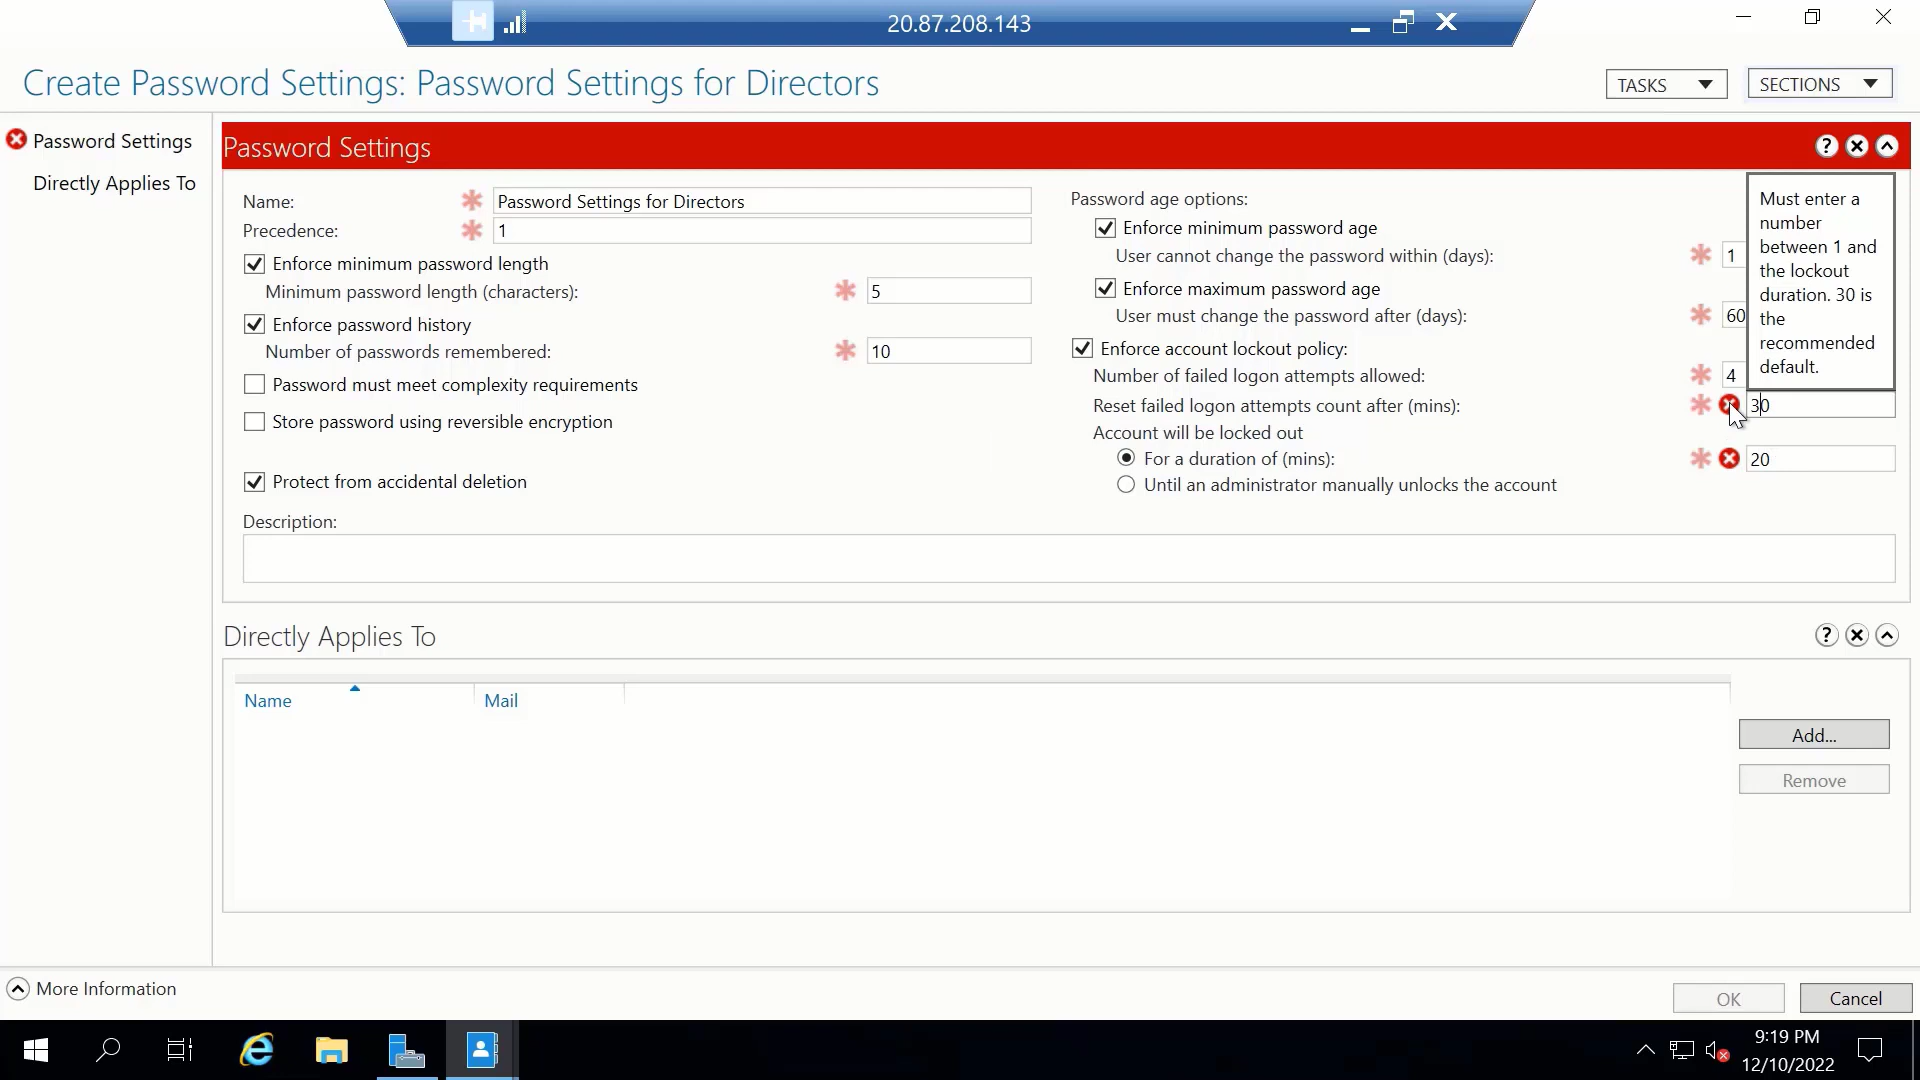 20.87.208.143
Create Password Settings: Password Settings for Directors
TASKS
SECTIONS
Password Settings
Directly Applies To
Password Settings
Name:
Password Settings for Directors
Precedence:
1
Enforce minimum password length
Minimum password length (characters):
5
Enforce password history
Number of passwords remembered:
10
Password must meet complexity requirements
Store password using reversible encryption
Protect from accidental deletion
Password age options:
Enforce minimum password age
User cannot change the password within (days):
1
Enforce maximum password age
User must change the password after (days):
60
Enforce account lockout policy:
Number of failed logon attempts allowed:
4
Reset failed logon attempts count after (mins):
30
Account will be locked out
For a duration of (mins):
20
Until an administrator manually unlocks the account
Must enter a
number
between 1 and
the lockout
duration. 30 is
the
recommended
default.
Description:
Directly Applies To
Name
Mail
Add...
Remove
More Information
OK
Cancel
9:19 PM
12/10/2022